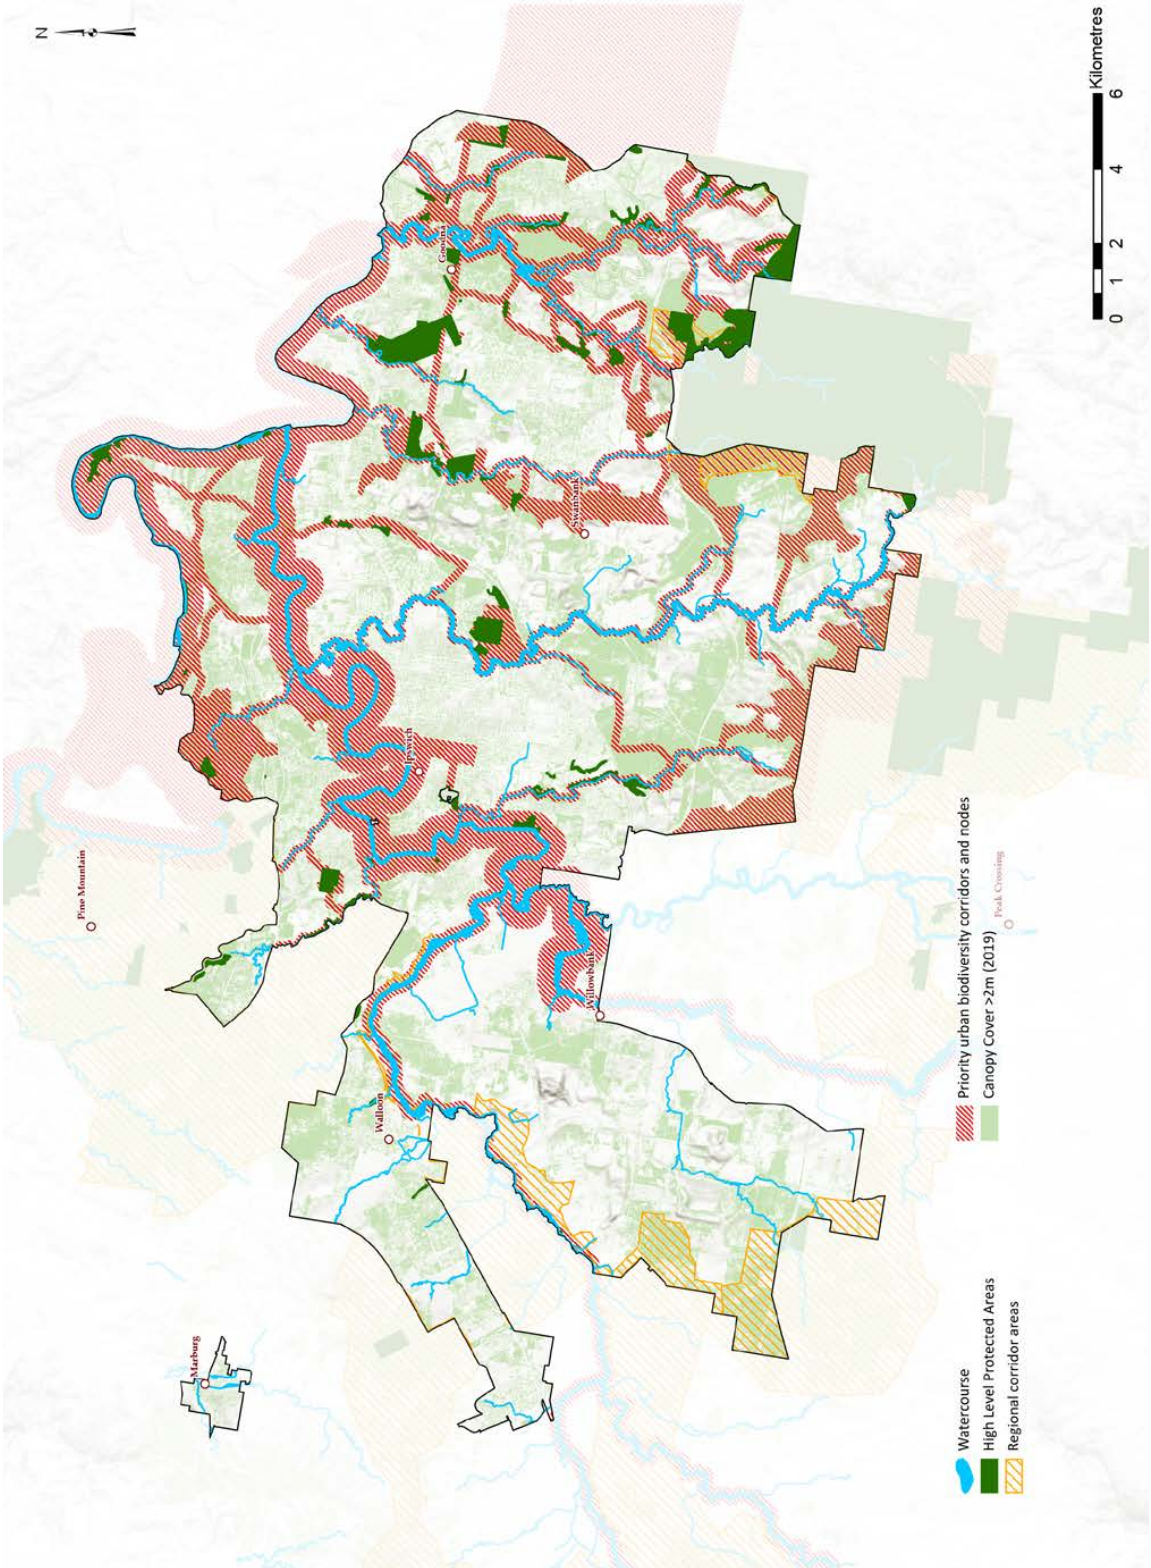 N
Pine Mountain
Marburg
Walloon
Ipswich
Goodna
Willowbank
Swanbank
Peak Crossing
Watercourse
High Level Protected Areas
Regional corridor areas
Priority urban biodiversity corridors and nodes
Canopy Cover >2m (2019)
0 1 2 4 6
Kilometres